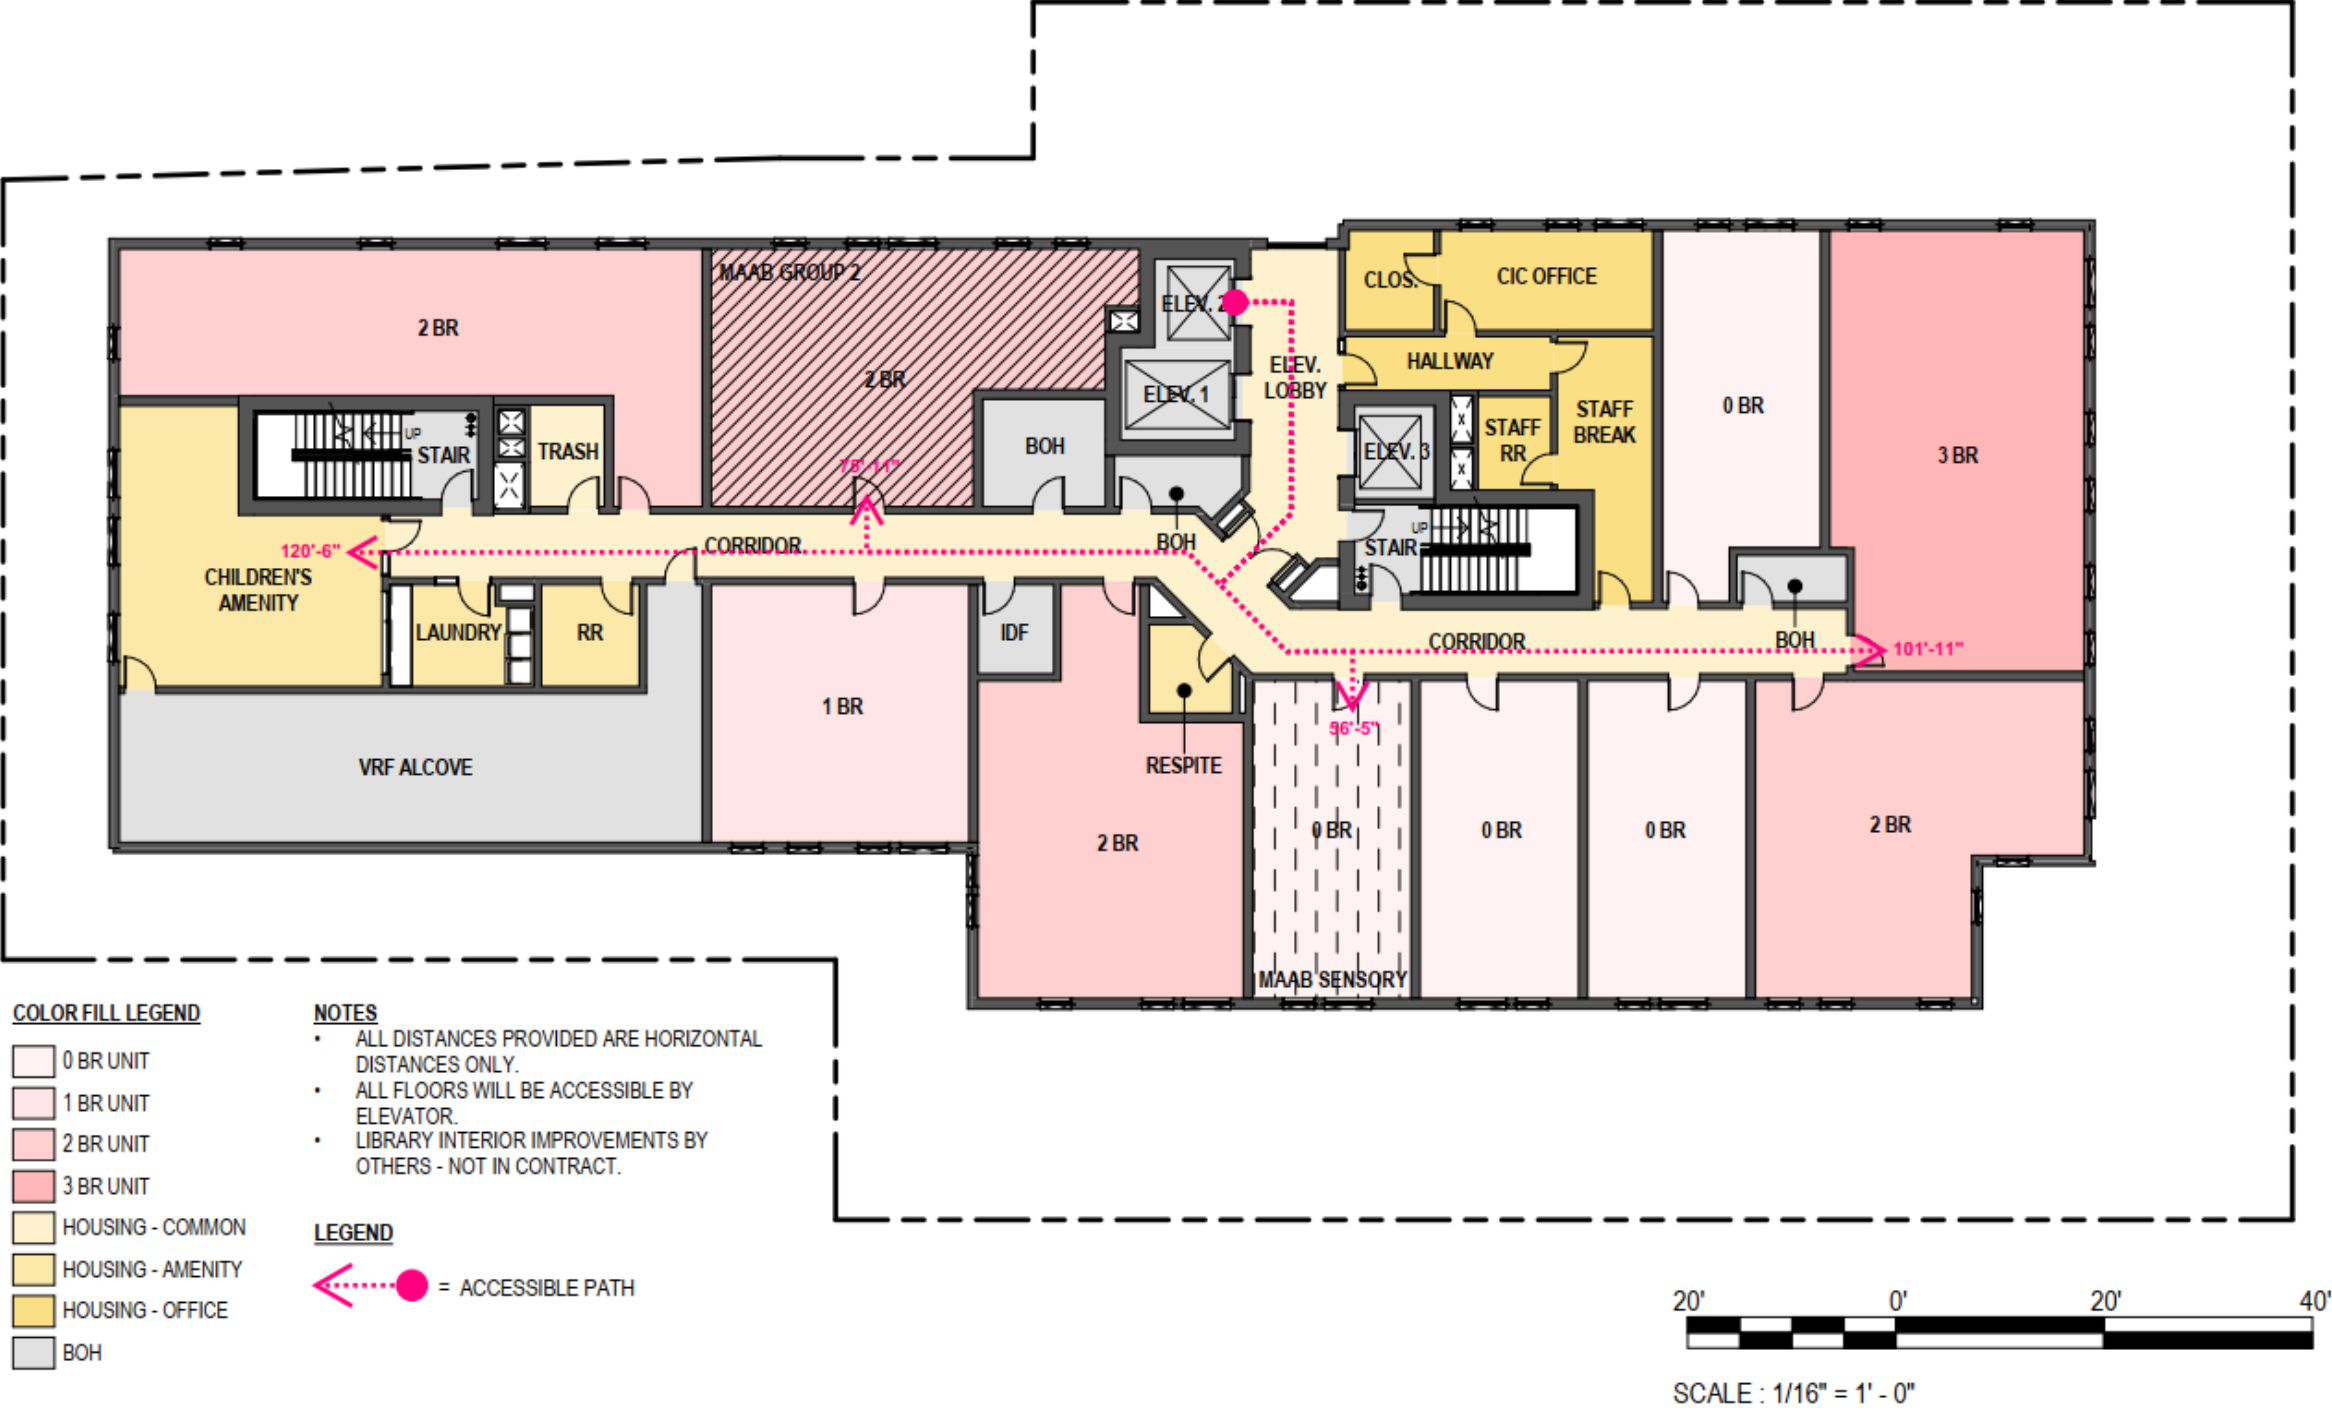 MAAB GROUP 2
CLOS.
CIC OFFICE
ELEV. 2
2 BR
HALLWAY
ELEV.
LOBBY
2 BR
ELEV. 1
0 BR
STAFF
BREAK
UP
STAIR
TRASH
BOH
STAFF
RR
ELEV. 3
3 BR
75'-11"
UP
STAIR
CORRIDOR
BOH
120'-6"
CHILDREN'S
AMENITY
LAUNDRY
RR
IDF
CORRIDOR
BOH
101'-11"
1 BR
56'-5"
VRF ALCOVE
RESPITE
2 BR
0 BR
0 BR
0 BR
2 BR
MAAB SENSORY
COLOR FILL LEGEND
0 BR UNIT
1 BR UNIT
2 BR UNIT
3 BR UNIT
HOUSING - COMMON
HOUSING - AMENITY
HOUSING - OFFICE
BOH
NOTES
• ALL DISTANCES PROVIDED ARE HORIZONTAL
DISTANCES ONLY.
• ALL FLOORS WILL BE ACCESSIBLE BY
ELEVATOR.
• LIBRARY INTERIOR IMPROVEMENTS BY
OTHERS - NOT IN CONTRACT.
LEGEND
= ACCESSIBLE PATH
20' 0' 20' 40'
SCALE : 1/16" = 1' - 0"